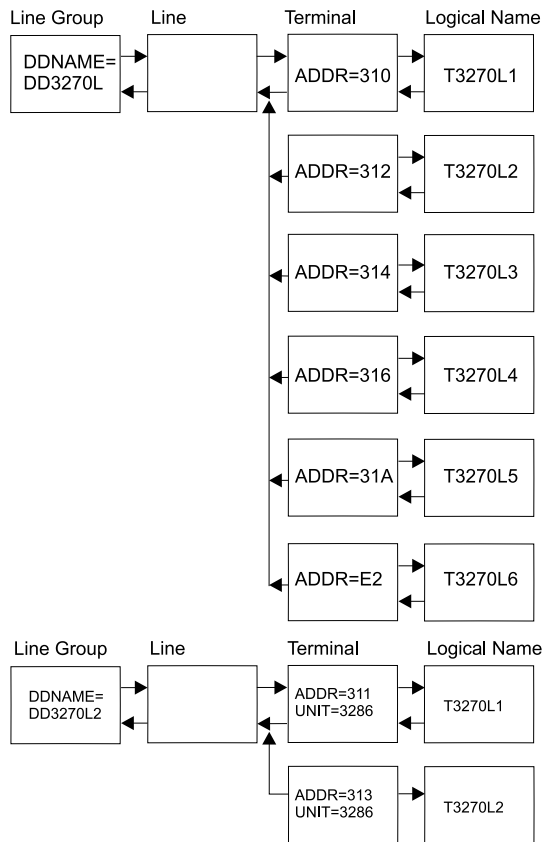 Line Group Line Terminal Logical Name
DDNAME=
DD3270L
ADDR=310 T3270L1
ADDR=312 T3270L2
ADDR=314 T3270L3
ADDR=316 T3270L4
ADDR=31A T3270L5
ADDR=E2 T3270L6
Line Group Line Terminal Logical Name
DDNAME=
DD3270L2
ADDR=311
UNIT=3286
T3270L1
ADDR=313
UNIT=3286
T3270L2